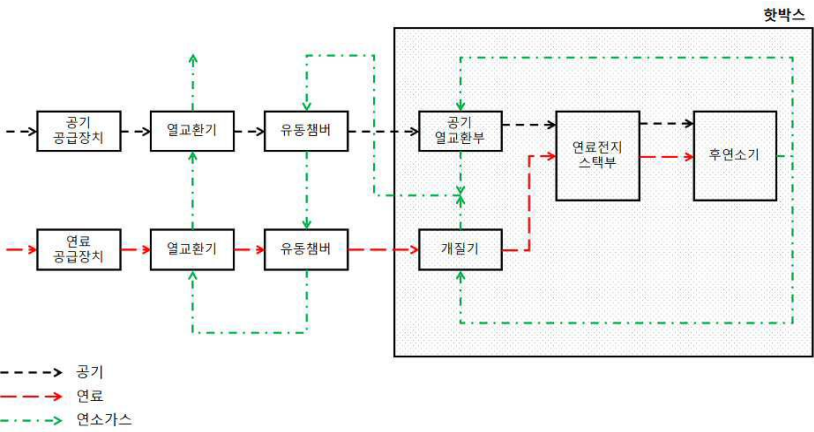 핫박스
공기
공급장치
열교환기
유동챔버
공기
열교환부
연료전지
스택부
후연소기
연료
공급장치
열교환기
유동챔버
개질기
공기
연료
연소가스